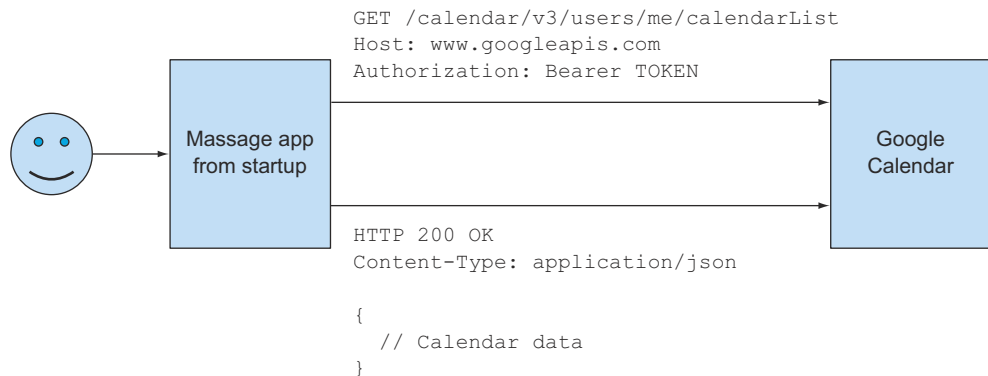 GET /calendar/v3/users/me/calendarList
Host: www.googleapis.com
Authorization: Bearer TOKEN
Massage app
from startup
Google
Calendar
HTTP 200 OK
Content-Type: application/json
{
// Calendar data
}